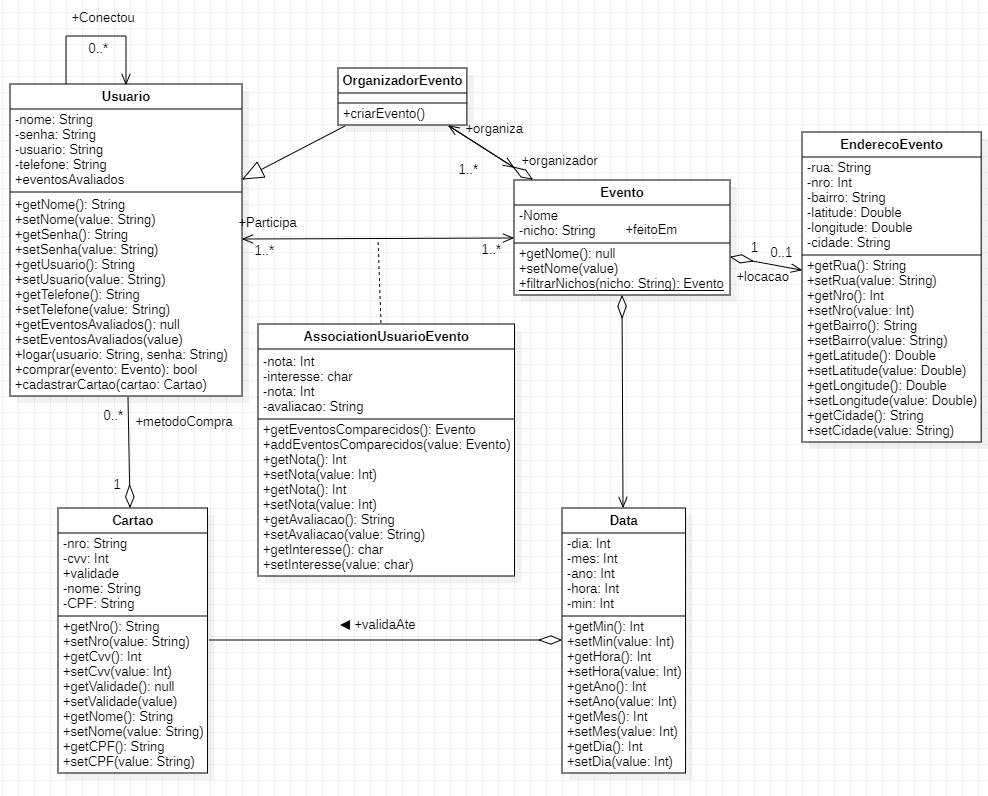 +Conectou
0..*
Usuario
-nome: String
-senha: String
-usuario: String
-telefone: String
+eventosAvaliados
+getNome(): String
+setNome(value: String)
+getSenha(): String
+setSenha(value: String)
+getUsuario(): String
+setUsuario(value: String)
+getTelefone(): String
+setTelefone(value: String)
+getEventosAvaliados(): null
+setEventosAvaliados(value)
+logar(usuario: String, senha: String)
+comprar(evento: Evento): bool
+cadastrarCartao(cartao: Cartao)
OrganizadorEvento
+criarEvento()
+organiza
1..*
+organizador
Evento
-Nome
-nicho: String
+feitoEm
+getNome(): null
+setNome(value)
+filtrarNichos(nicho: String): Evento
+Participa
1..*
1..*
1
0..1
+locacao
EnderecoEvento
-rua: String
-nro: Int
-bairro: String
-latitude: Double
-longitude: Double
-cidade: String
+getRua(): String
+setRua(value: String)
+getNro(): Int
+setNro(value: Int)
+getBairro(): String
+setBairro(value: String)
+getLatitude(): Double
+setLatitude(value: Double)
+getLongitude(): Double
+setLongitude(value: Double)
+getCidade(): String
+setCidade(value: String)
AssociationUsuarioEvento
-nota: Int
-interesse: char
-nota: Int
-avaliacao: String
+getEventosComparecidos(): Evento
+addEventosComparecidos(value: Evento)
+getNota(): Int
+setNota(value: Int)
+getNota(): Int
+setNota(value: Int)
+getAvaliacao(): String
+setAvaliacao(value: String)
+getInteresse(): char
+setInteresse(value: char)
0..*
+metodoCompra
1
Cartao
-nro: String
-cvv: Int
+validade
-nome: String
-CPF: String
+getNro(): String
+setNro(value: String)
+getCvv(): Int
+setCvv(value: Int)
+getValidade(): null
+setValidade(value)
+getNome(): String
+setNome(value: String)
+getCPF(): String
+setCPF(value: String)
◀ +validaAte
Data
-dia: Int
-mes: Int
-ano: Int
-hora: Int
-min: Int
+getMin(): Int
+setMin(value: Int)
+getHora(): Int
+setHora(value: Int)
+getAno(): Int
+setAno(value: Int)
+getMes(): Int
+setMes(value: Int)
+getDia(): Int
+setDia(value: Int)